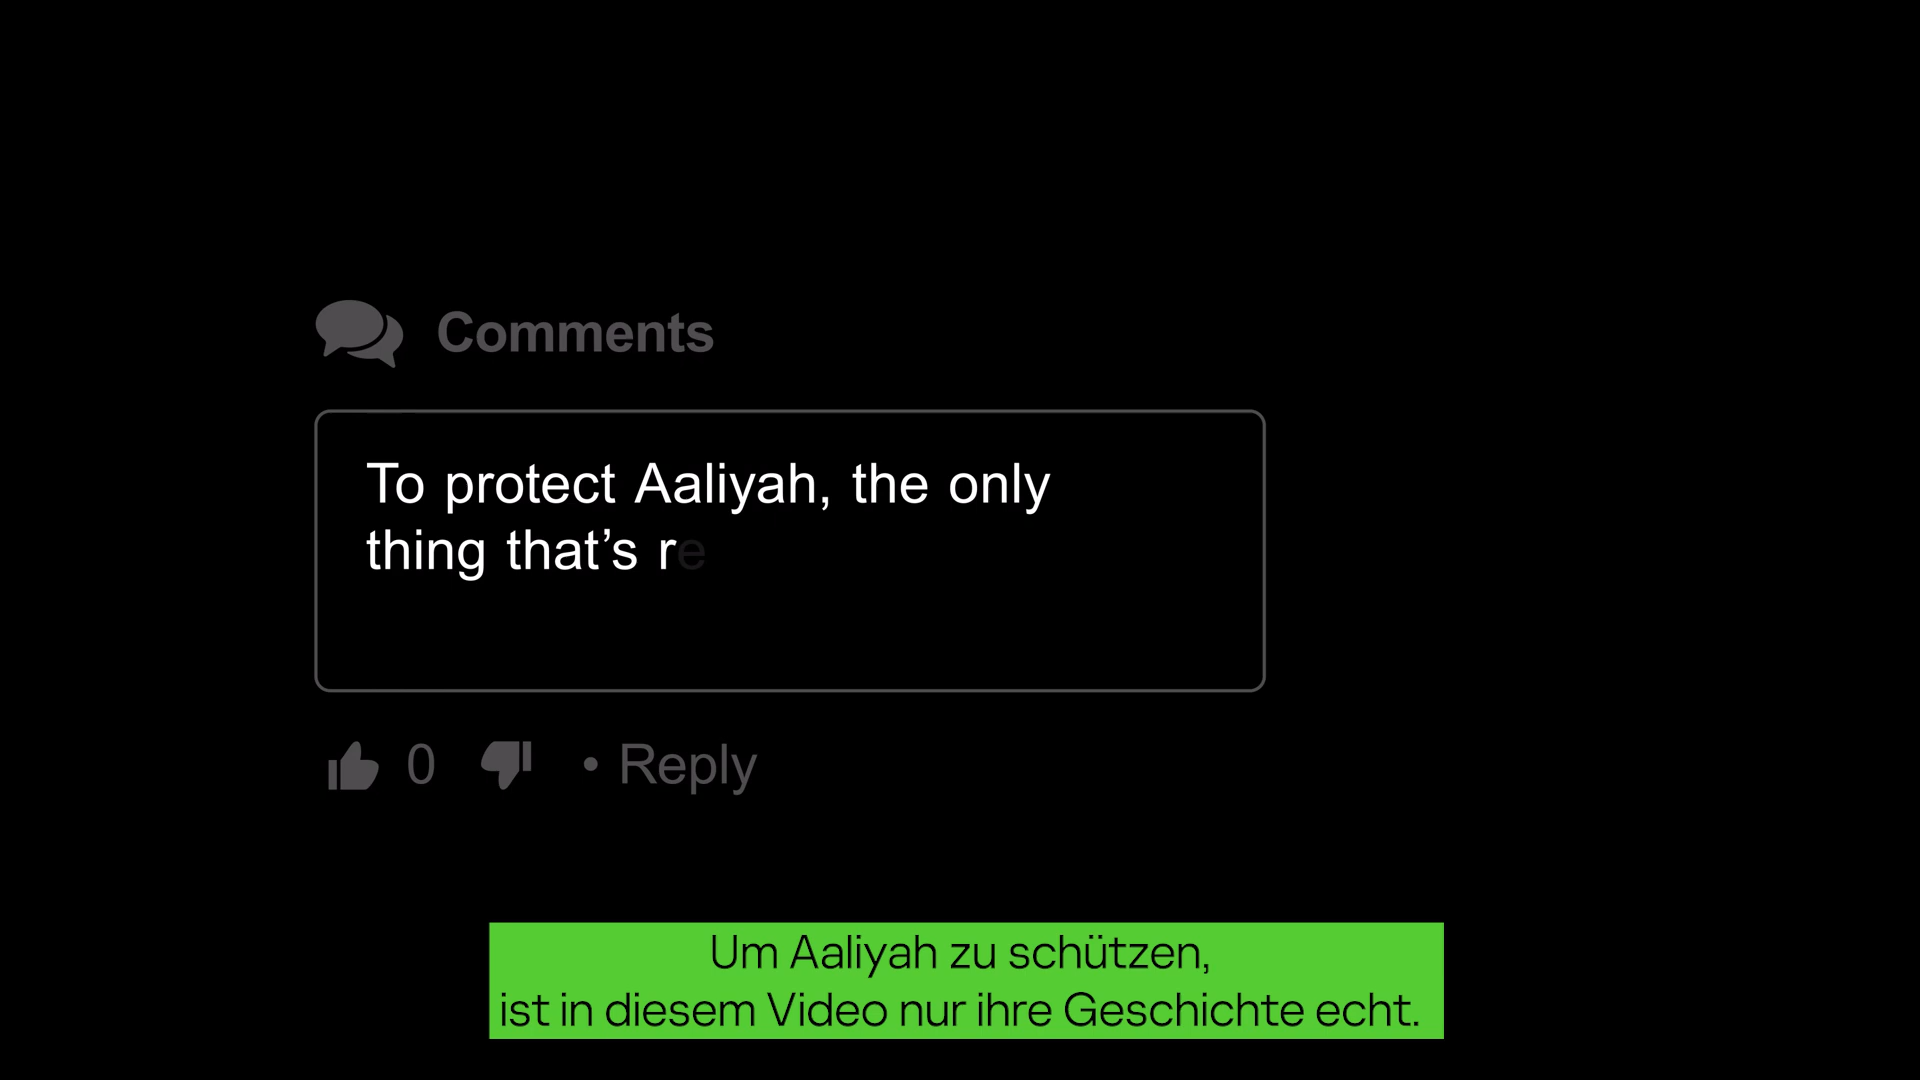 Comments
To protect Aaliyah, the only
thing that’s re
0 • Reply
Um Aaliyah zu schützen,
ist in diesem Video nur ihre Geschichte echt.